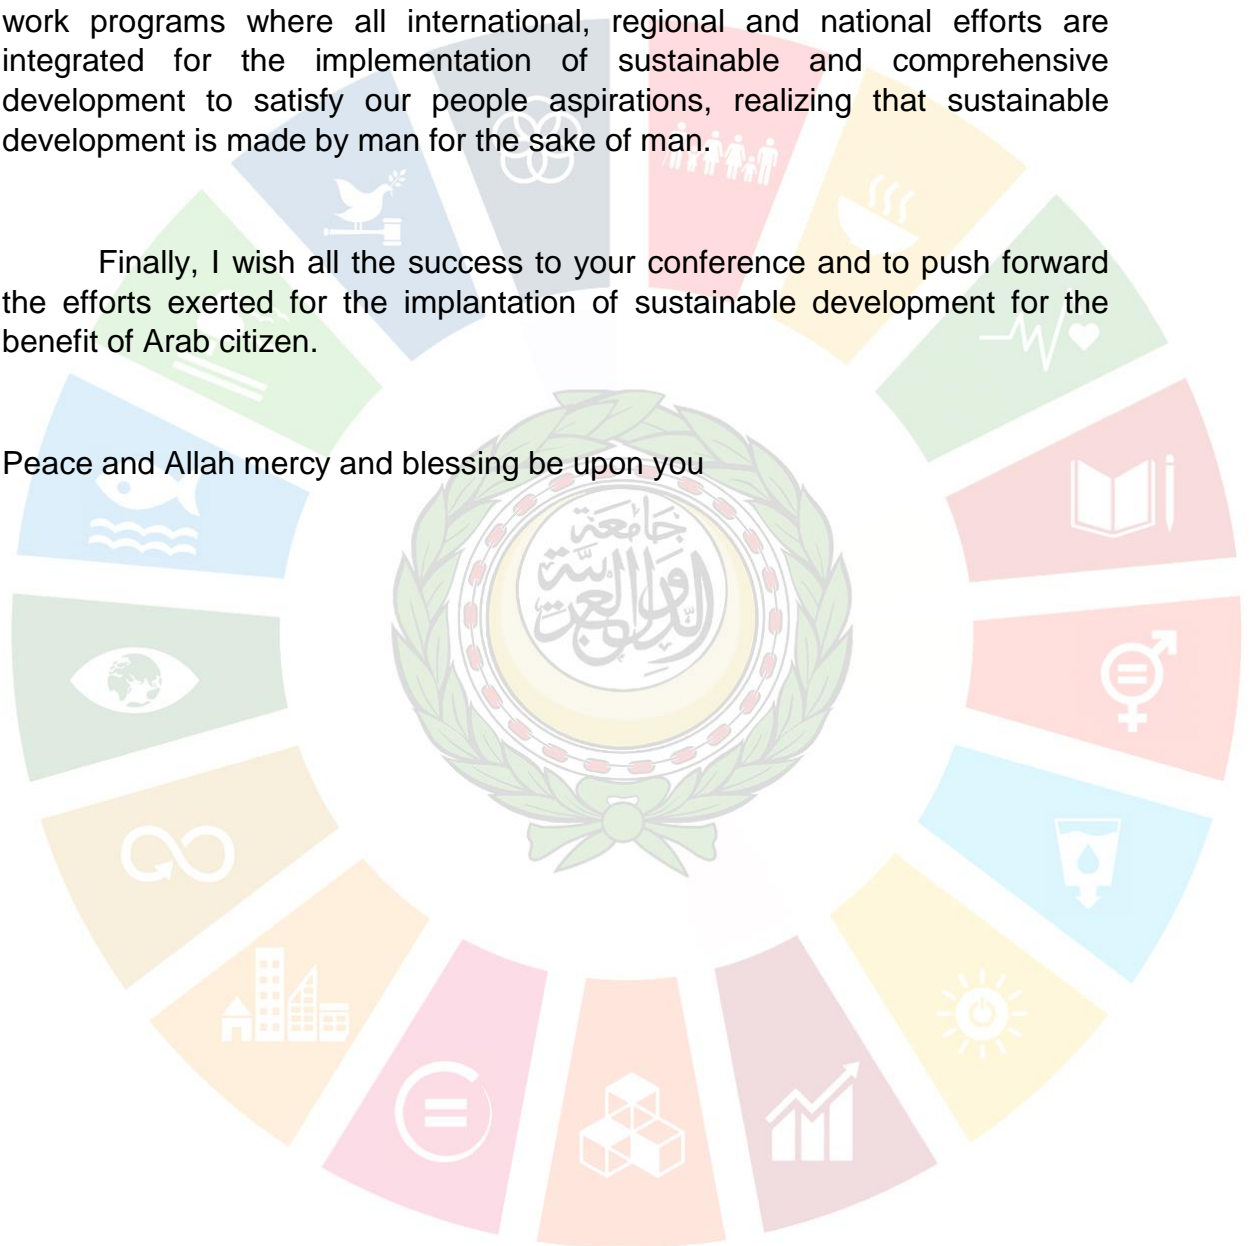 work programs where all international, regional and national efforts are
integrated for the implementation of sustainable and comprehensive
development to satisfy our people aspirations, realizing that sustainable
development is made by man for the sake of man.
Finally, I wish all the success to your conference and to push forward
the efforts exerted for the implantation of sustainable development for the
benefit of Arab citizen.
Peace and Allah mercy and blessing be upon you
جامعة
الدول العربية